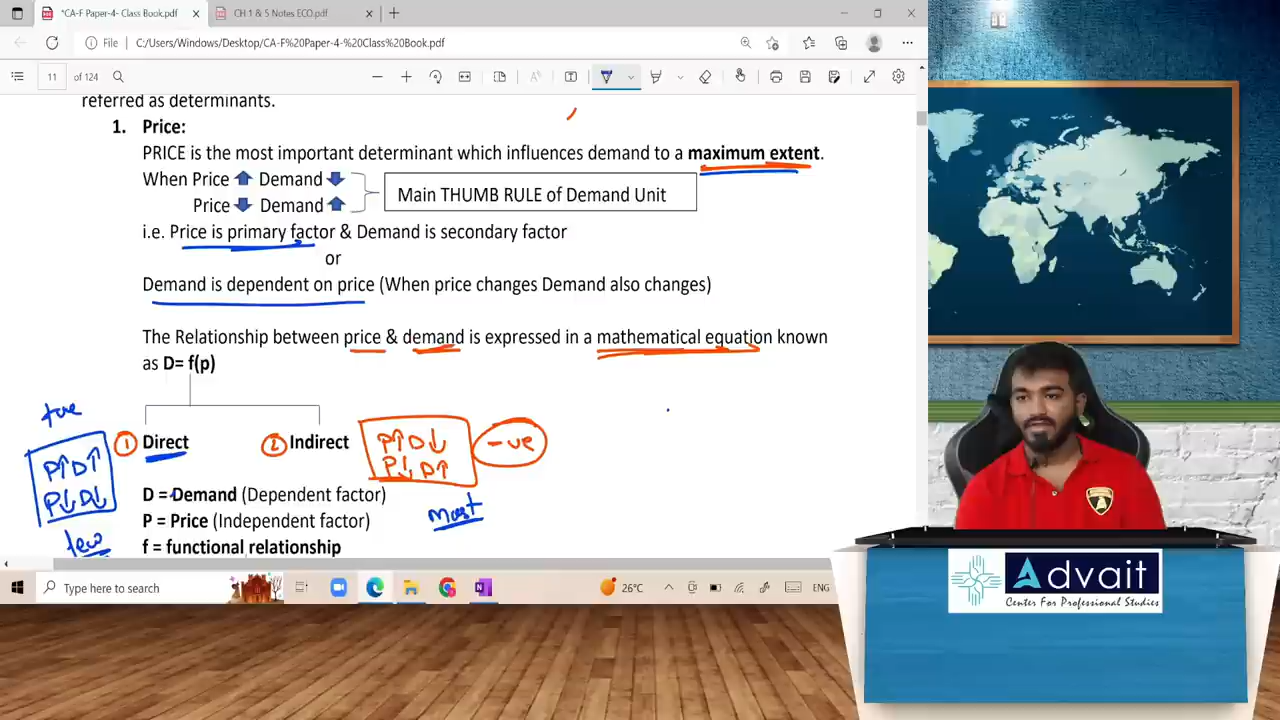 *CA-F Paper-4- Class Book.pdf
CH.1 & S Notes ECO.pdf
File
C:/Users/Windows/Desktop/CA-F%20Paper-4-%20Class%20Book.pdf
11 of 124
referred as determinants.
1. Price:
PRICE is the most important determinant which influences demand to a maximum extent.
When Price ↑ Demand ↓
Price ↓ Demand ↑
Main THUMB RULE of Demand Unit
i.e. Price is primary factor & Demand is secondary factor
or
Demand is dependent on price (When price changes Demand also changes)
The Relationship between price & demand is expressed in a mathematical equation known
as D= f(p)
+ve
① Direct
② Indirect
P↑D↑
P↓D↓
few
P↑D↓
P↓D↑
-ve
most
D = Demand (Dependent factor)
P = Price (Independent factor)
f = functional relationship
Type here to search
26°C
ENG
Advait
Center For Professional Studies